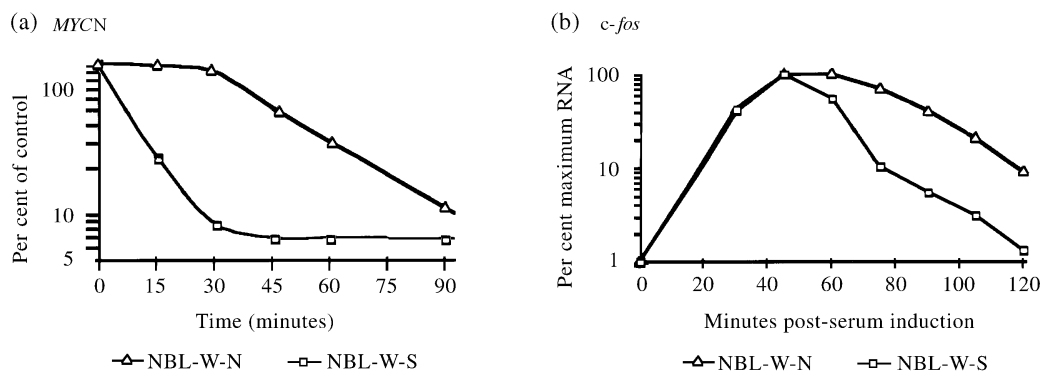 (a) MYCN
Per cent of control
100
10
5
0 15 30 45 60 75 90
Time (minutes)
NBL-W-N NBL-W-S
(b) c-fos
Per cent maximum RNA
100
10
1
0 20 40 60 80 100 120
Minutes post-serum induction
NBL-W-N NBL-W-S